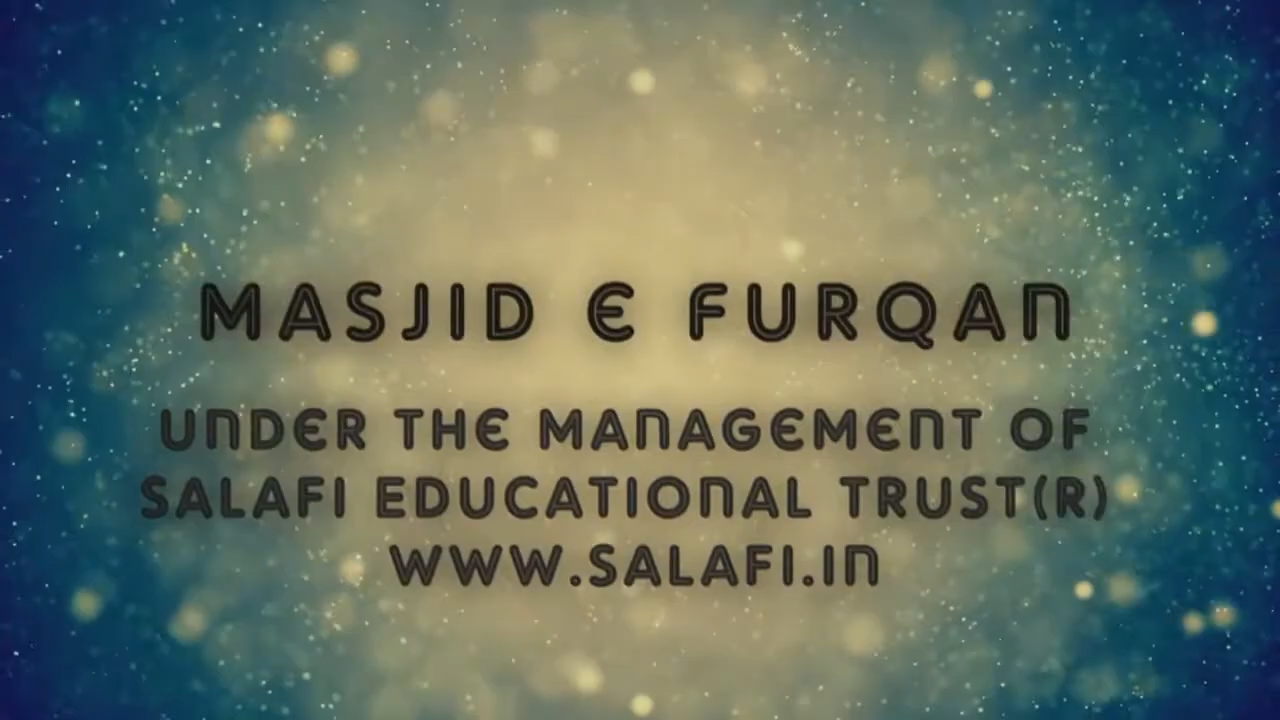 MASJID E FURQAN
UNDER THE MANAGEMENT OF
SALAFI EDUCATIONAL TRUST(R)
WWW.SALAFI.IN